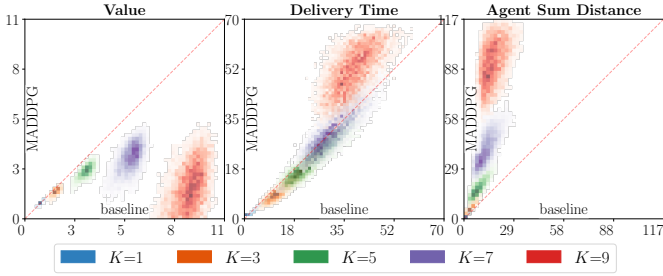 Value
Delivery Time
Agent Sum Distance
11
8
5
3
0
MADDPG
baseline
0
3
5
8
11
70
52
35
18
0
MADDPG
baseline
0
18
35
52
70
117
88
58
29
0
MADDPG
baseline
0
29
58
88
117
K=1
K=3
K=5
K=7
K=9